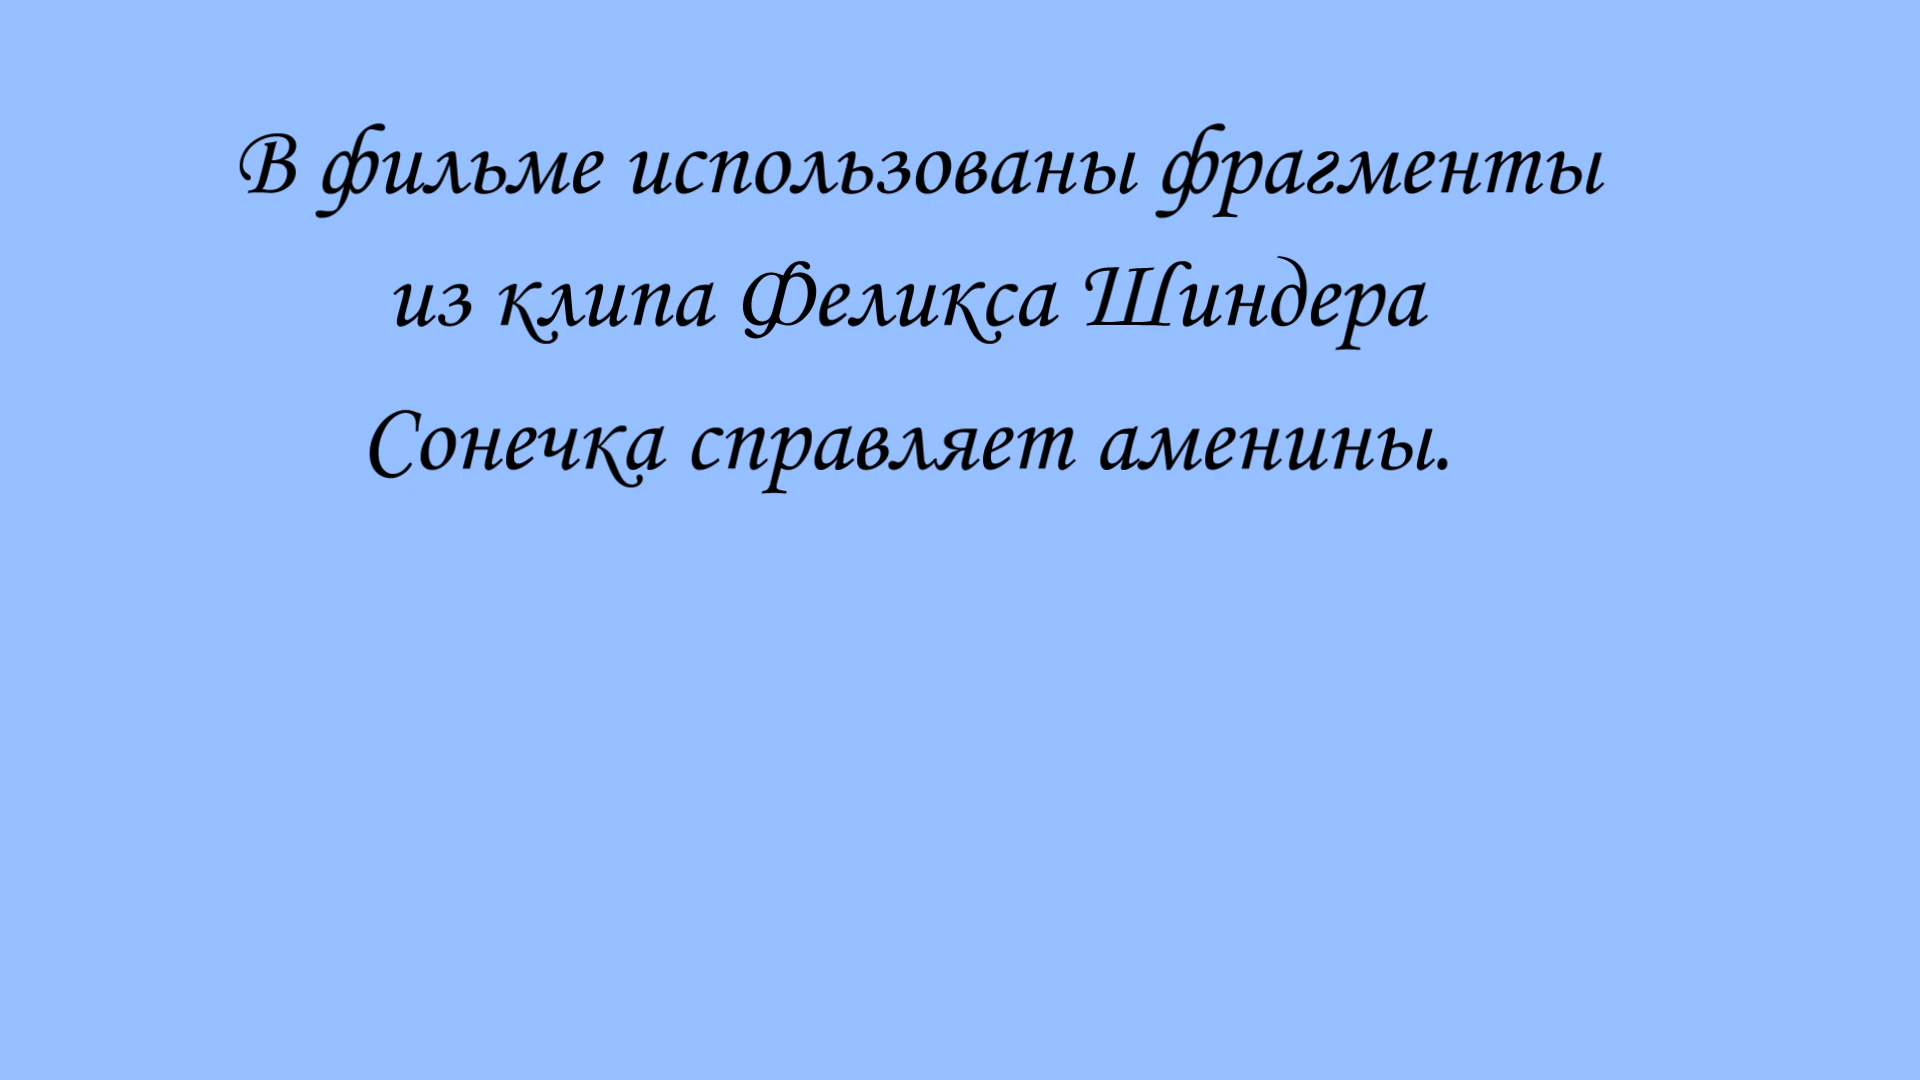 В фильме использованы фрагменты
из клипа Феликса Шиндера
Сонечка справляет аменины.